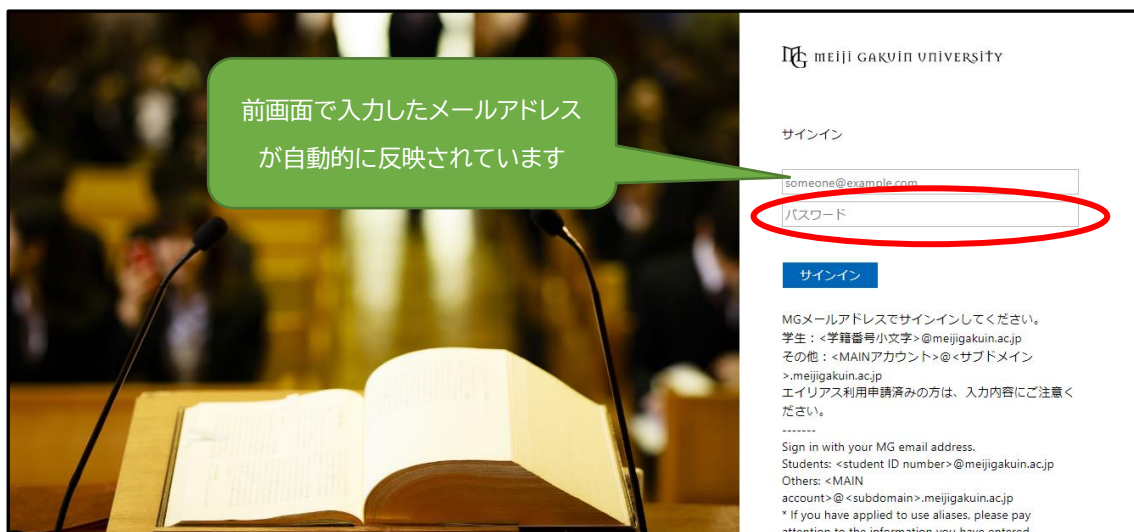 MG MEIJI GAKUIN UNIVERSITY
前画面で入力したメールアドレス
が自動的に反映されています
サインイン
someone@example.com
パスワード
サインイン
MGメールアドレスでサインインしてください。
学生：<学籍番号小文字>@meijigakuin.ac.jp
その他：<MAINアカウント>@<サブドメイン
>.meijigakuin.ac.jp
エイリアス利用申請済みの方は、入力内容にご注意く
ださい。
-------
Sign in with your MG email address.
Students: <student ID number>@meijigakuin.ac.jp
Others: <MAIN
account>@<subdomain>.meijigakuin.ac.jp
* If you have applied to use aliases, please pay
attention to the information you have entered